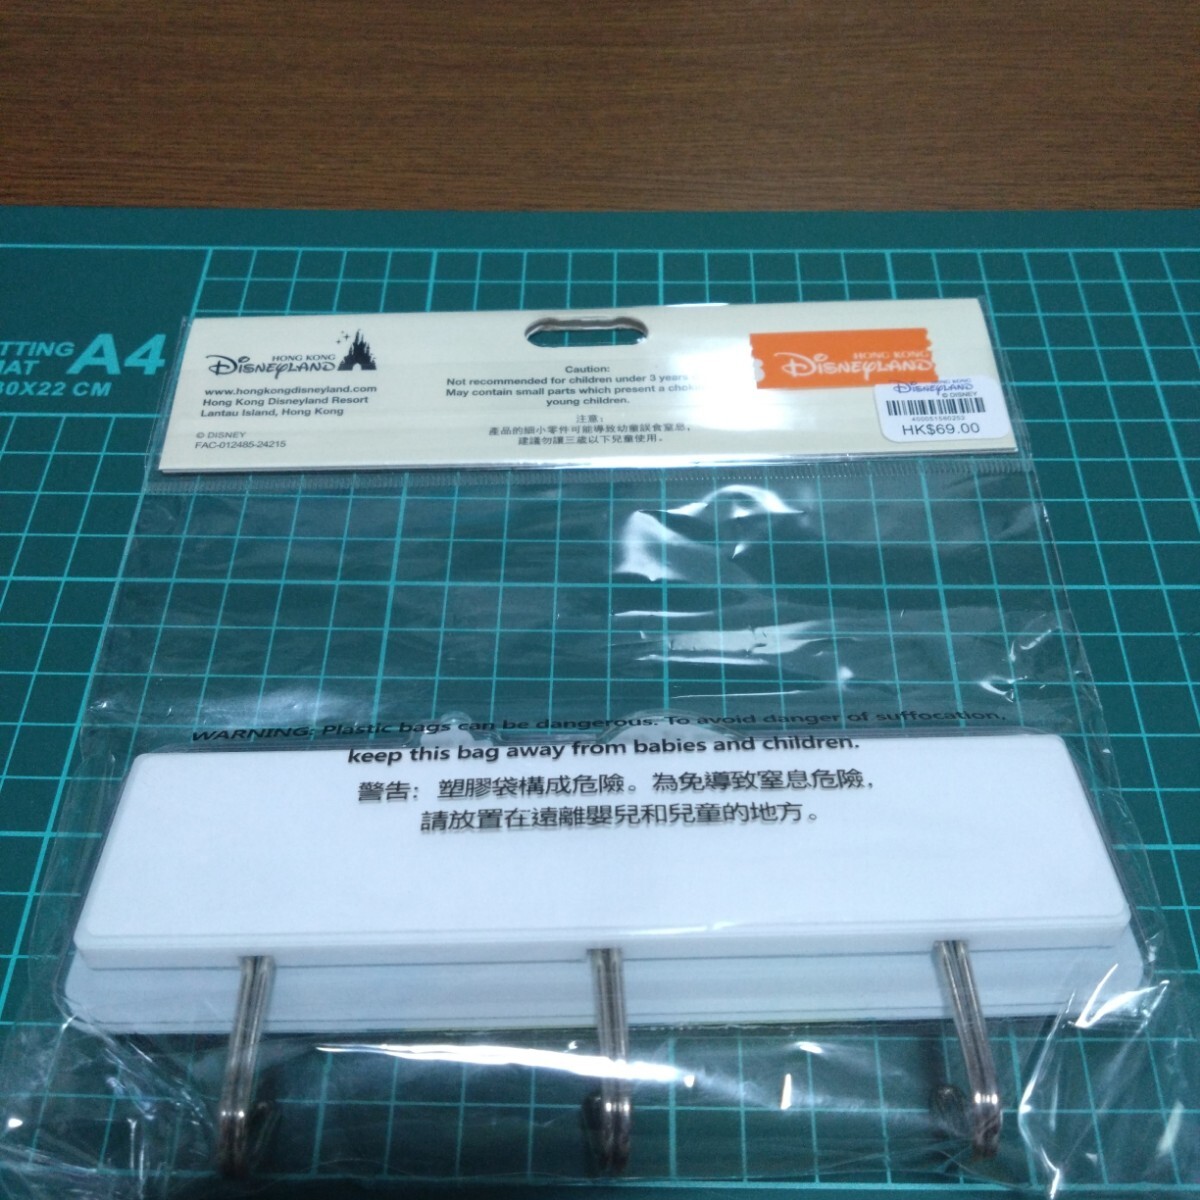 TTING
MAT
A4
30X22 CM
HONG KONG
DISNEYLAND
www.hongkongdisneyland.com
Hong Kong Disneyland Resort
Lantau Island, Hong Kong
© DISNEY
FAC-012485-24215
Caution:
Not recommended for children under 3 years
May contain small parts which present a chok
young children.
注意:
產品的細小零件可能導致幼童誤食窒息,
建議勿讓三歲以下兒童使用。
HONG KONG
DISNEYLAND
HONG KONG
DISNEYLAND
© DISNEY
HK$69.00
WARNING: Plastic bags can be dangerous. To avoid danger of suffocation,
keep this bag away from babies and children.
警告: 塑膠袋構成危險。為免導致窒息危險,
請放置在遠離嬰兒和兒童的地方。